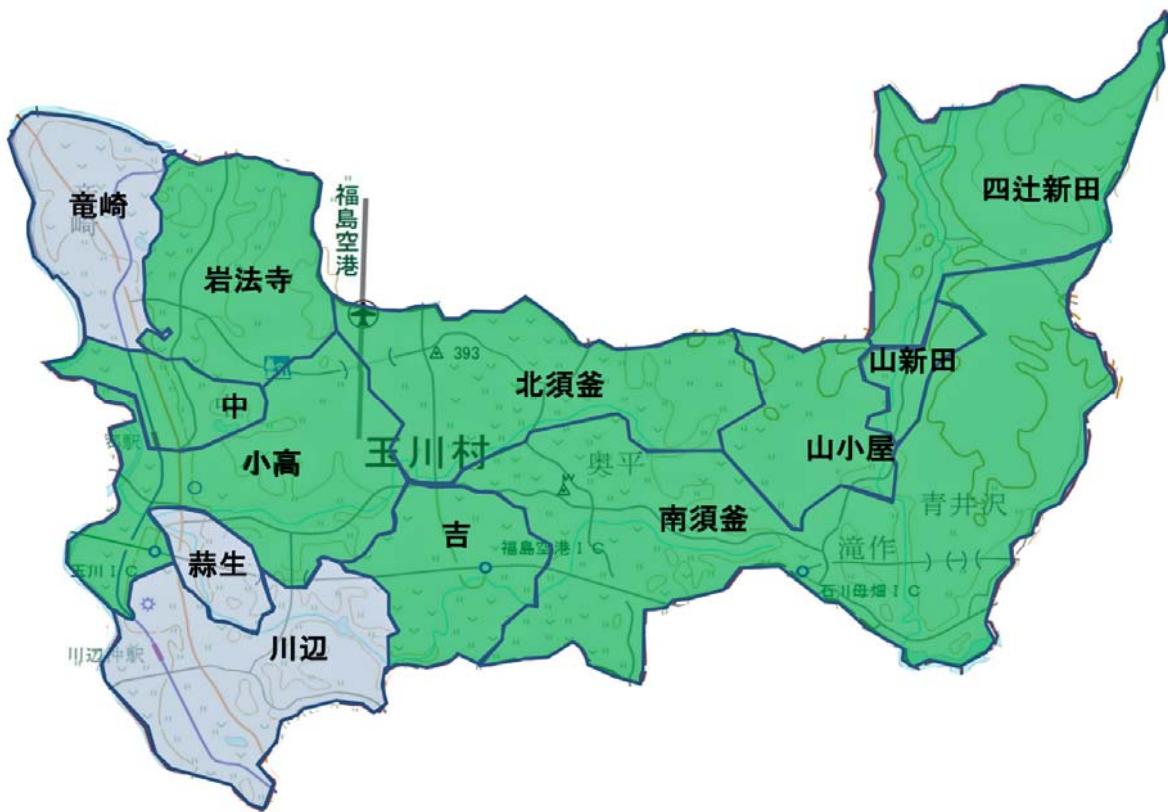 四辻新田
竜崎
福島空港
岩法寺
393
北須釜
山新田
中
小高
玉川村
奥平
山小屋
南須釜
青井沢
吉
福島空港IC
滝作
蒜生
玉川IC
石川母畑IC
川辺
川辺沖駅